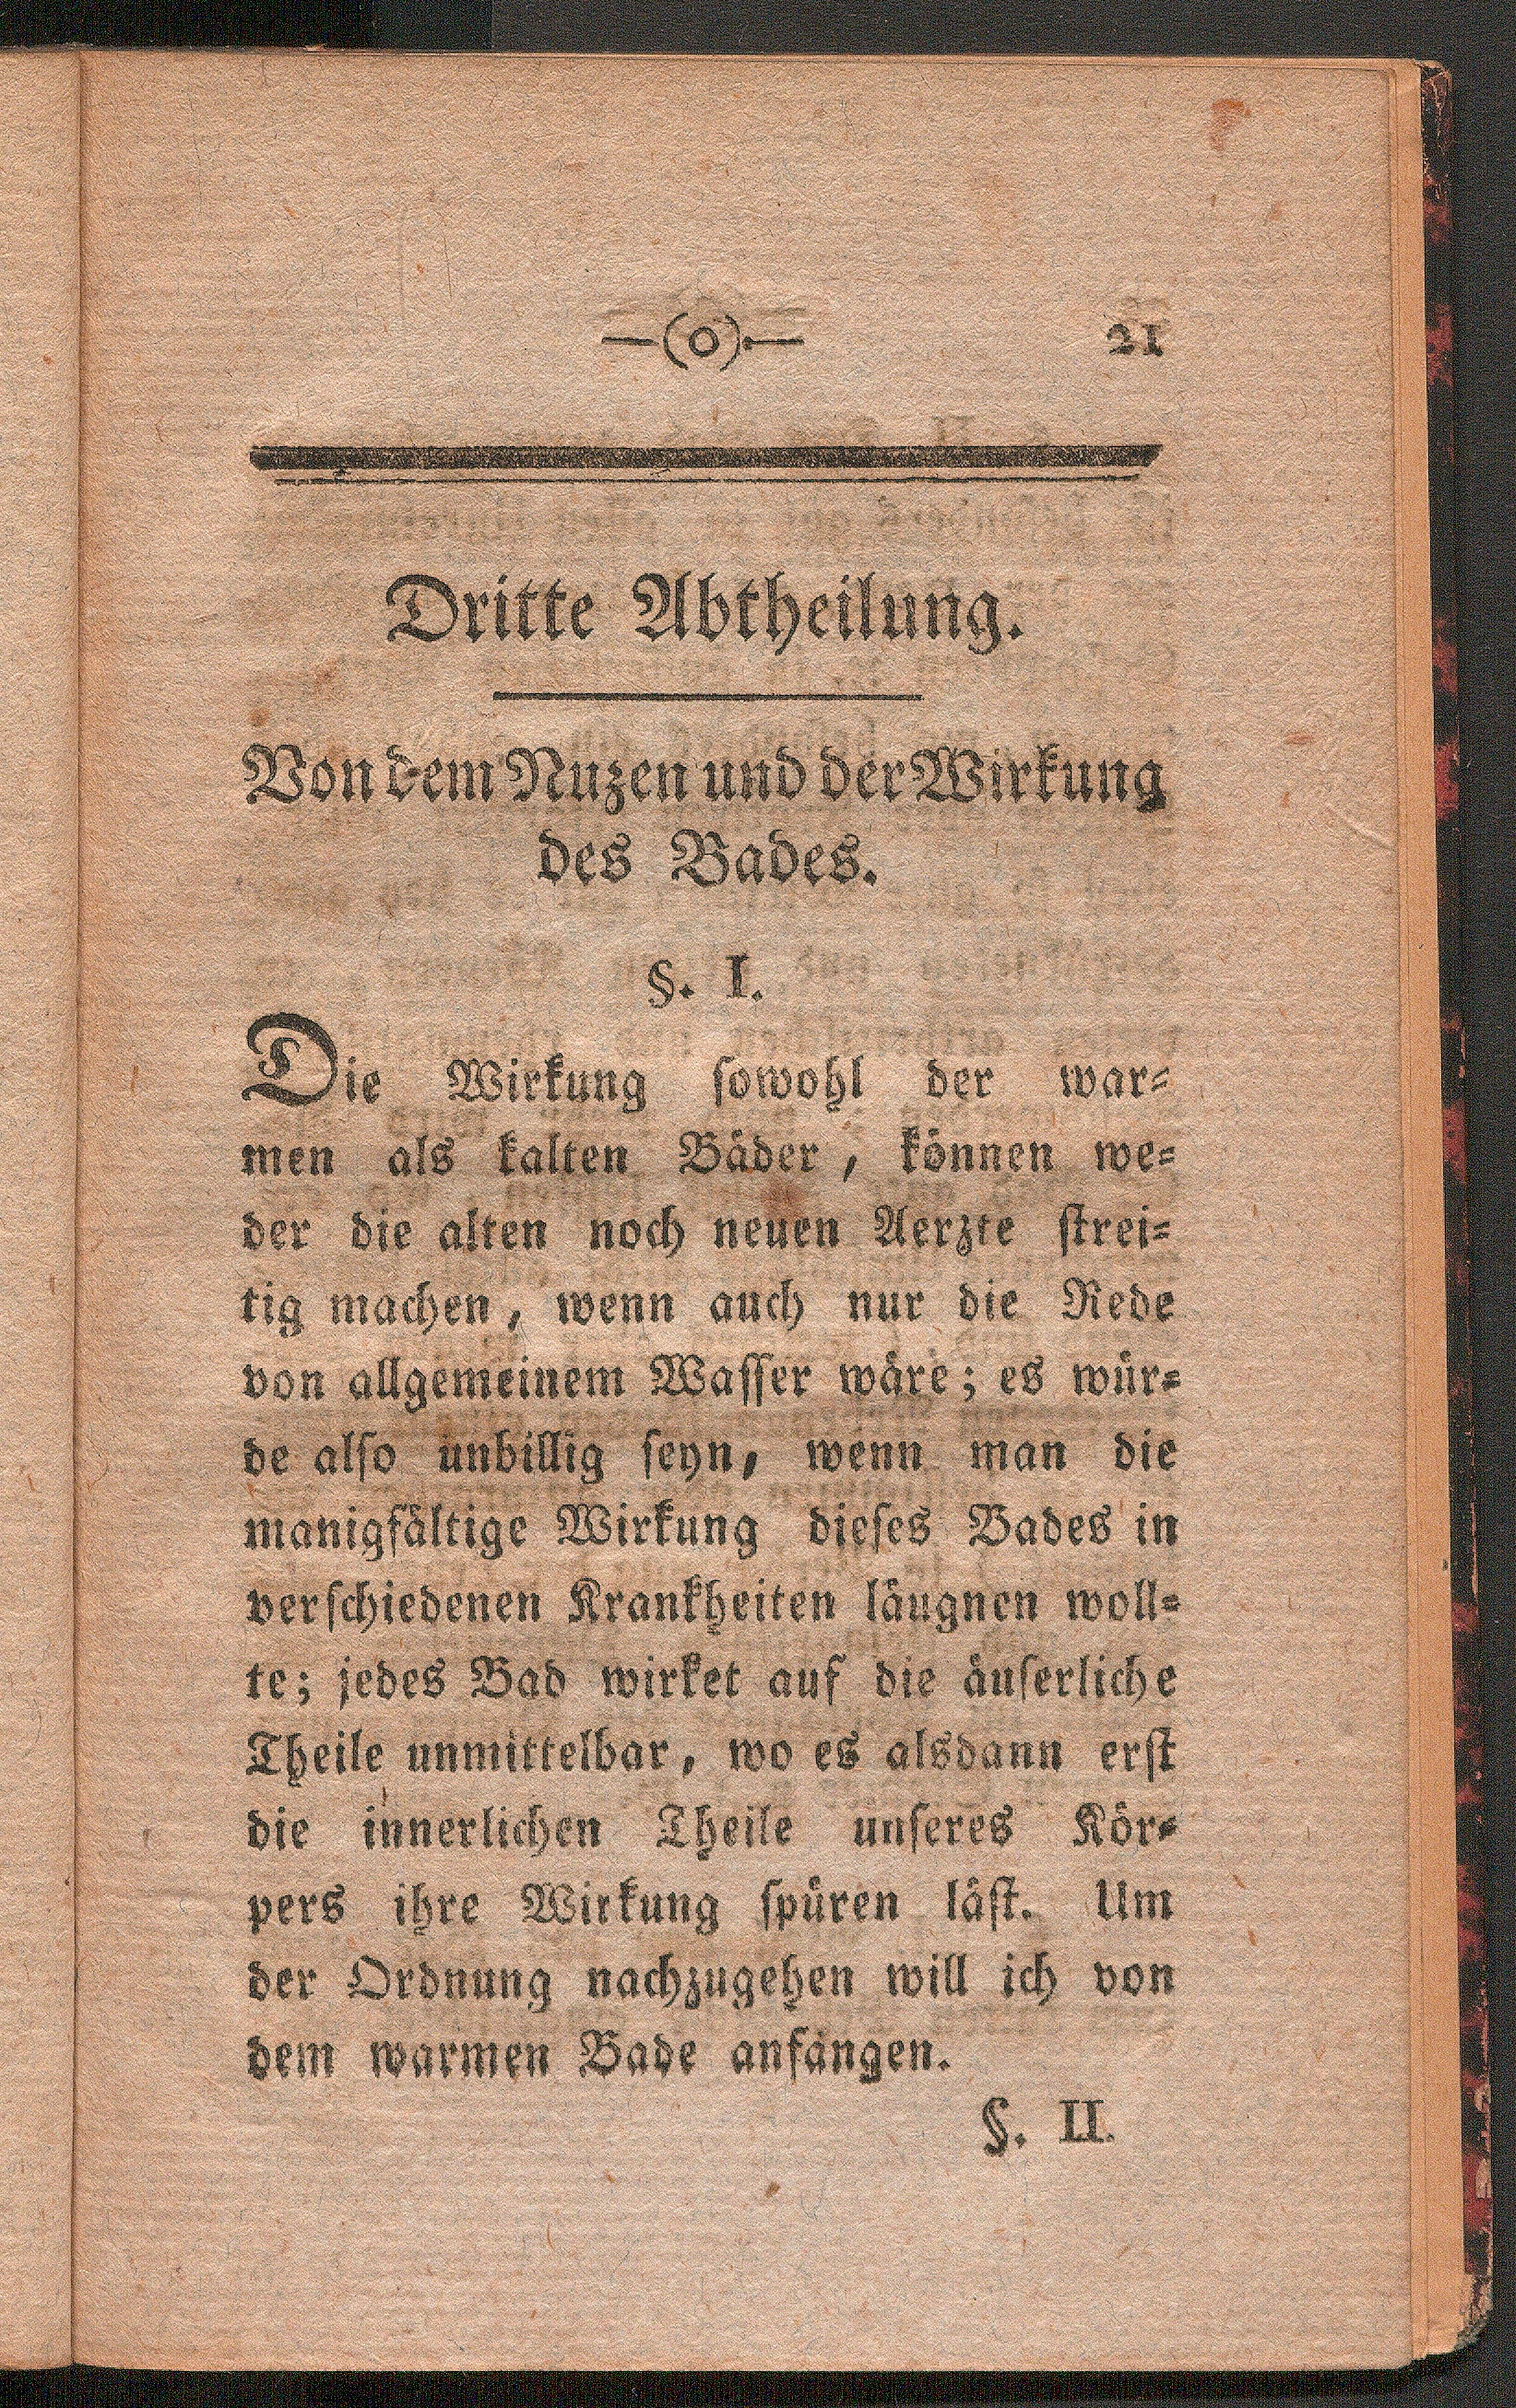 —(o)— 21
Dritte Abtheilung.
Von dem Nuzen und der Wirkung
des Bades.
§. I.
Die Wirkung ſowohl der war⸗
men als kalten Bäder, können we⸗
der die alten noch neuen Aerzte ſtrei⸗
tig machen, wenn auch nur die Rede
von allgemeinem Waſſer wäre; es wür⸗
de alſo unbillig ſeyn, wenn man die
manigfältige Wirkung dieſes Bades in
verſchiedenen Krankheiten läugnen woll⸗
te; jedes Bad wirket auf die äuſerliche
Theile unmittelbar, wo es alsdann erſt
die innerlichen Theile unſeres Kör⸗
pers ihre Wirkung ſpüren läſt. Um
der Ordnung nachzugehen will ich von
dem warmen Bade anfangen.
§. II.